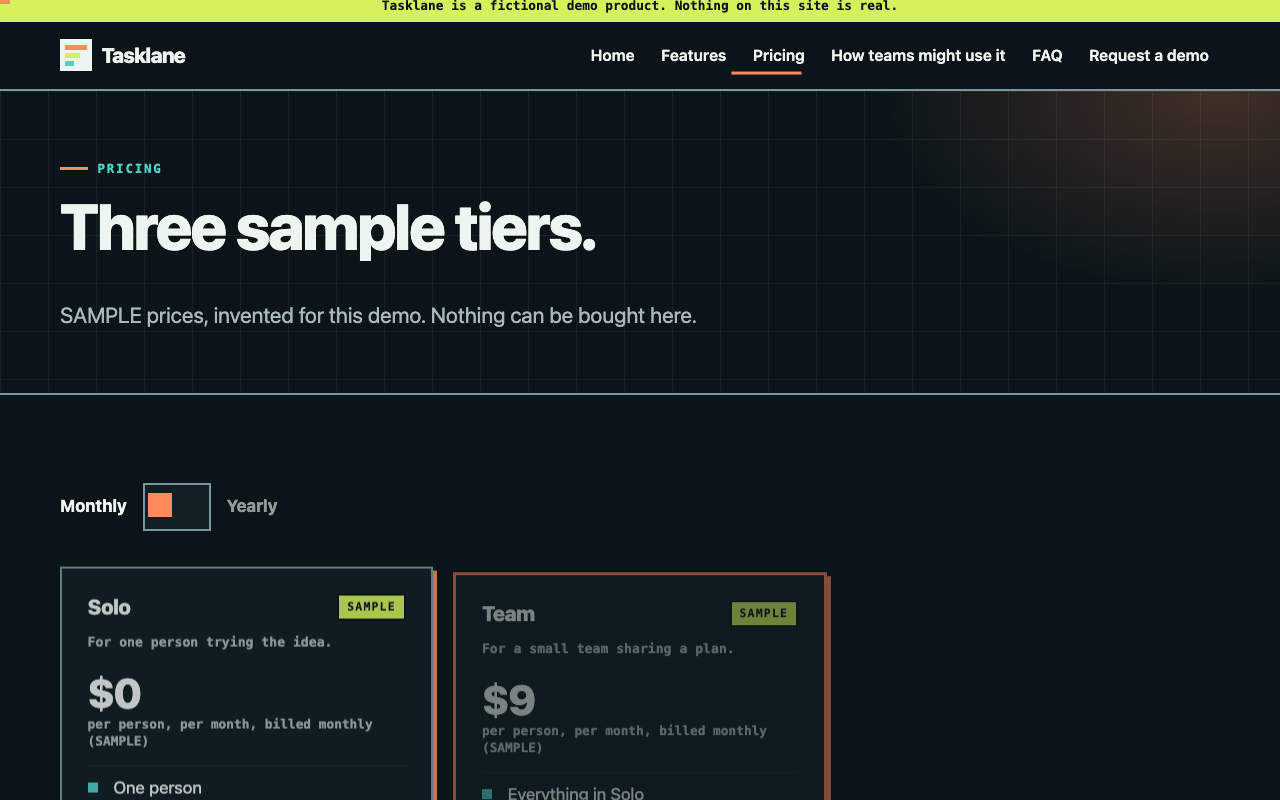 Tasklane is a fictional demo product. Nothing on this site is real.
Tasklane
Home Features Pricing How teams might use it FAQ Request a demo
PRICING
Three sample tiers.
SAMPLE prices, invented for this demo. Nothing can be bought here.
Monthly Yearly
Solo SAMPLE
For one person trying the idea.
$0
per person, per month, billed monthly
(SAMPLE)
One person
Team SAMPLE
For a small team sharing a plan.
$9
per person, per month, billed monthly
(SAMPLE)
Everything in Solo